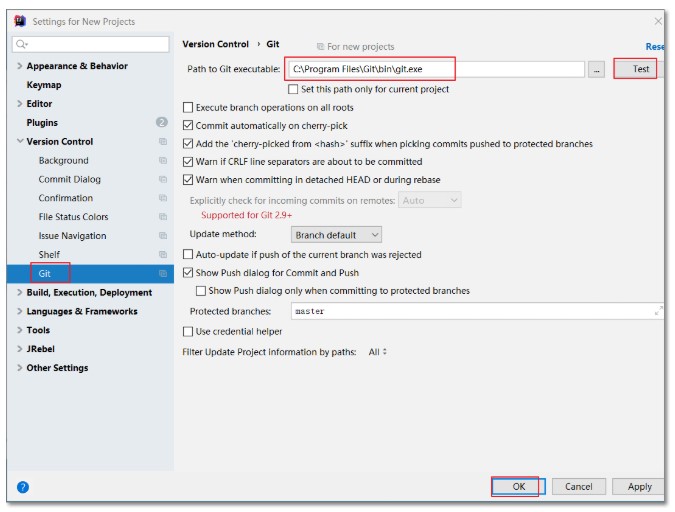 Settings for New Projects
Version Control › Git For new projects Rese
Appearance & Behavior
Keymap
Editor
Plugins 2
Version Control
Background
Commit Dialog
Confirmation
File Status Colors
Issue Navigation
Shelf
Git
Build, Execution, Deployment
Languages & Frameworks
Tools
JRebel
Other Settings
Path to Git executable: C:\Program Files\Git\bin\git.exe ... Test
Set this path only for current project
Execute branch operations on all roots
Commit automatically on cherry-pick
Add the 'cherry-picked from <hash>' suffix when picking commits pushed to protected branches
Warn if CRLF line separators are about to be committed
Warn when committing in detached HEAD or during rebase
Explicitly check for incoming commits on remotes: Auto
Supported for Git 2.9+
Update method: Branch default
Auto-update if push of the current branch was rejected
Show Push dialog for Commit and Push
Show Push dialog only when committing to protected branches
Protected branches: master
Use credential helper
Filter Update Project information by paths: All
? OK Cancel Apply